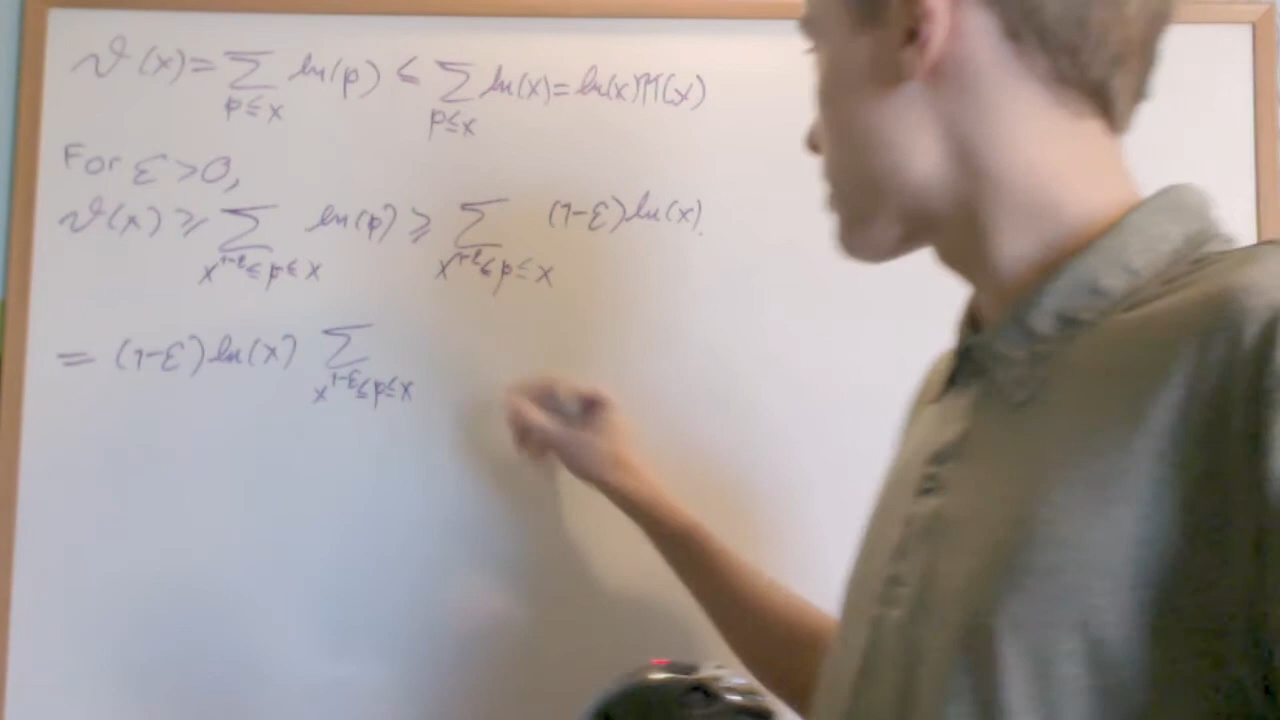 ϑ(x) = ∑_{p≤x} ln(p) ≤ ∑_{p≤x} ln(x) = ln(x)π(x)
For ε>0,
ϑ(x) ≥ ∑_{x^{1-ε}≤p≤x} ln(p) ≥ ∑_{x^{1-ε}≤p≤x} (1-ε)ln(x).
= (1-ε)ln(x) ∑_{x^{1-ε}≤p≤x}